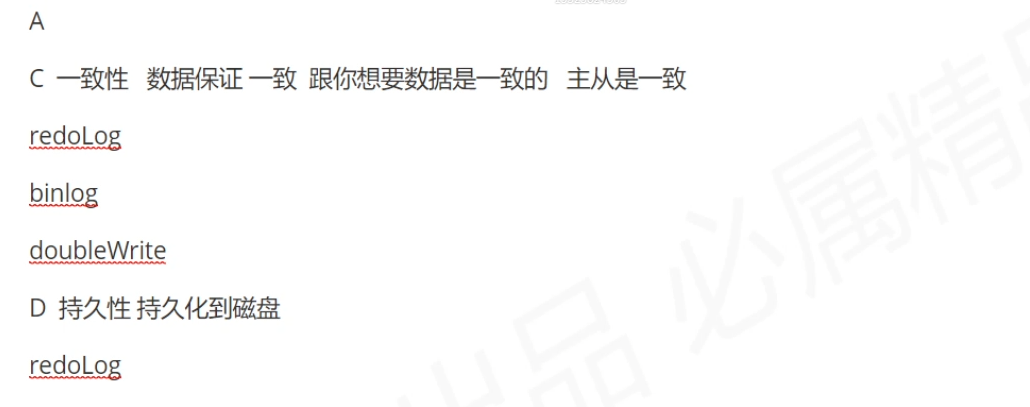 A
C 一致性 数据保证 一致 跟你想要数据是一致的 主从是一致
redoLog
binlog
doubleWrite
D 持久性 持久化到磁盘
redoLog
出品 必属精品